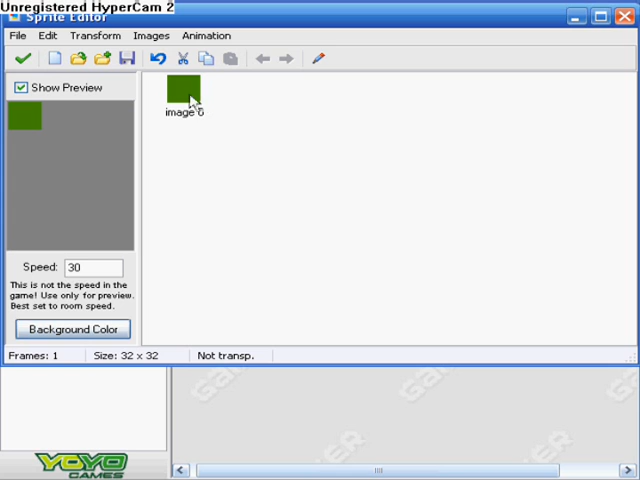 Unregistered HyperCam 2
Sprite Editor
File Edit Transform Images Animation
Show Preview
image 0
Speed: 30
This is not the speed in the
game! Use only for preview.
Best set to room speed.
Background Color
Frames: 1 Size: 32 x 32 Not transp.
YOYO
GAMES